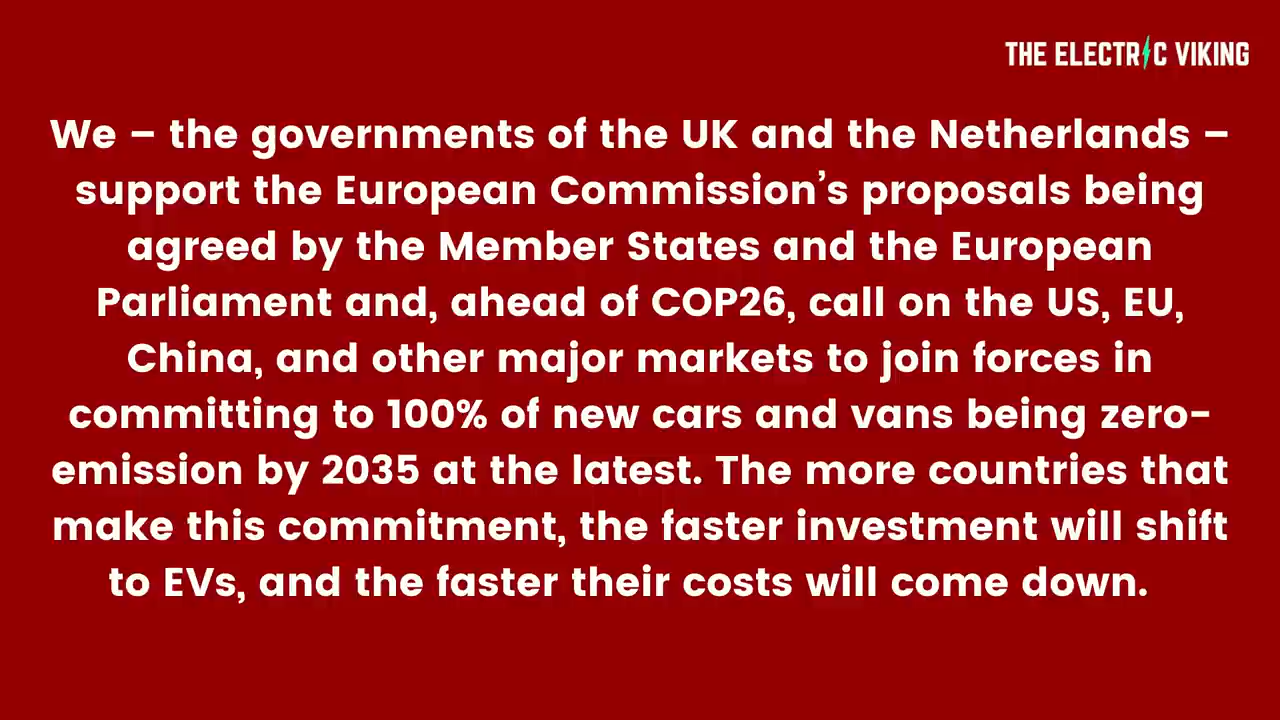 THE ELECTRIC VIKING
We – the governments of the UK and the Netherlands –
support the European Commission’s proposals being
agreed by the Member States and the European
Parliament and, ahead of COP26, call on the US, EU,
China, and other major markets to join forces in
committing to 100% of new cars and vans being zero-
emission by 2035 at the latest. The more countries that
make this commitment, the faster investment will shift
to EVs, and the faster their costs will come down.